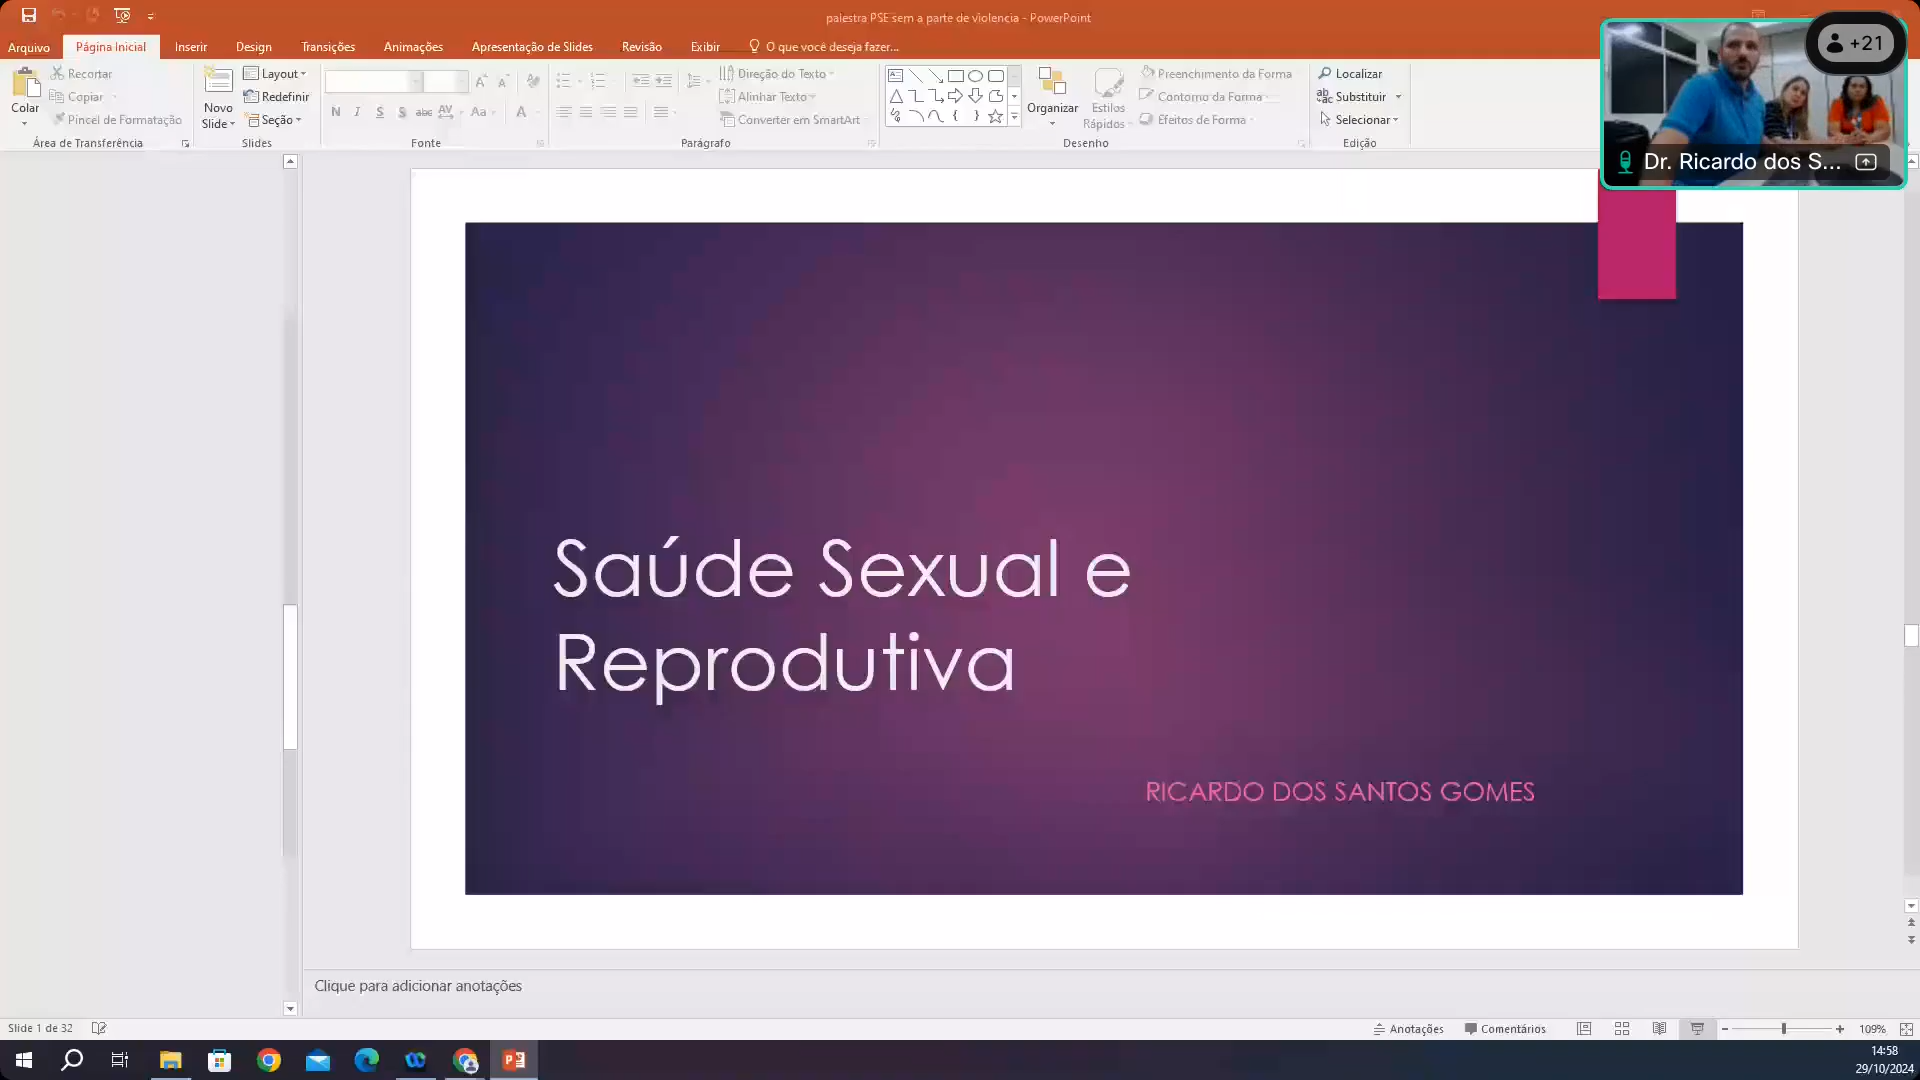 palestra PSE sem a parte de violencia - PowerPoint
+21
Arquivo
Página Inicial
Inserir
Design
Transições
Animações
Apresentação de Slides
Revisão
Exibir
O que você deseja fazer...
Colar
Recortar
Copiar
Pincel de Formatação
Área de Transferência
Novo
Slide
Layout
Redefinir
Seção
Slides
N I S S abc AV Aa A
Fonte
Direção do Texto
Alinhar Texto
Converter em SmartArt
Parágrafo
Organizar
Estilos
Rápidos
Preenchimento da Forma
Contorno da Forma
Efeitos de Forma
Desenho
Localizar
Substituir
Selecionar
Edição
Dr. Ricardo dos S...
Saúde Sexual e
Reprodutiva
RICARDO DOS SANTOS GOMES
Clique para adicionar anotações
Slide 1 de 32
Anotações
Comentários
109%
14:58
29/10/2024